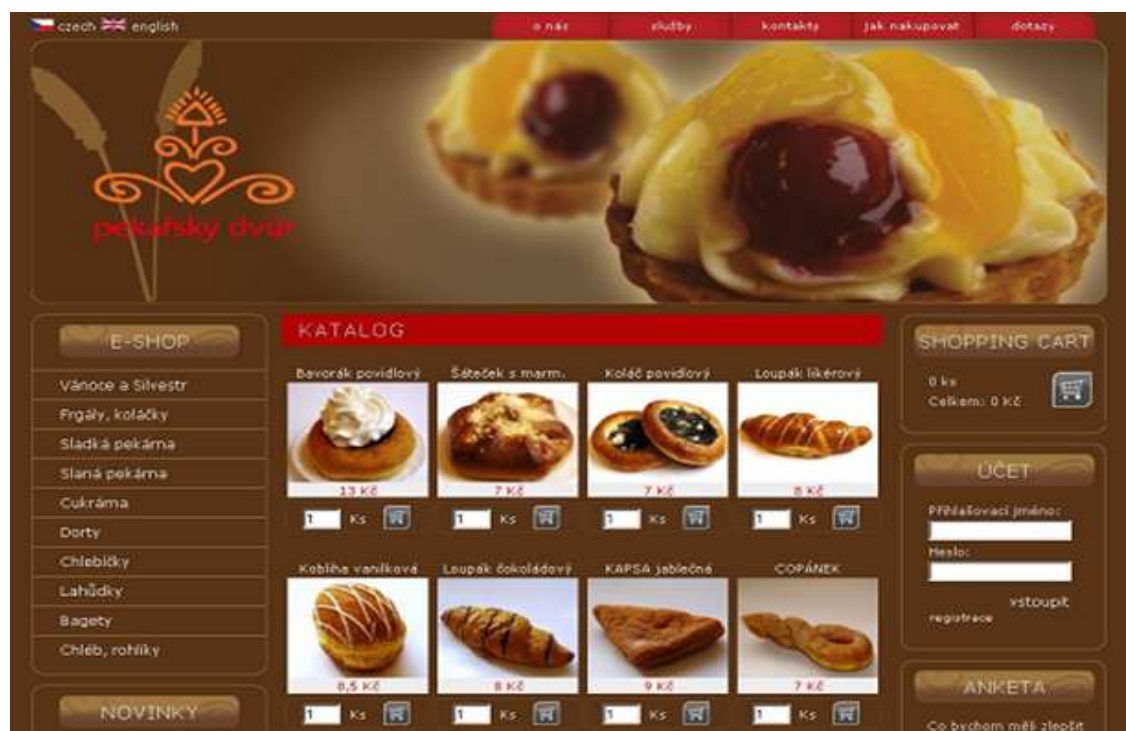 czech english
o nás služby kontakty jak nakupovat dotazy
pekařský dvůr
E-SHOP
Vánoce a Silvestr
Frgály, koláčky
Sladká pekárna
Slaná pekárna
Cukrárna
Dorty
Chlebíčky
Lahůdky
Bagety
Chléb, rohlíky
NOVINKY
KATALOG
Bavorák povidlový Šáteček s marm. Koláč povidlový Loupák likérový
13 Kč 7 Kč 7 Kč 8 Kč
1 Ks 1 Ks 1 Ks 1 Ks
Kobliha vanilková Loupák čokoládový KAPSA jablečná COPÁNEK
8,5 Kč 8 Kč 9 Kč 7 Kč
1 Ks 1 Ks 1 Ks 1 Ks
SHOPPING CART
0 ks
Celkem: 0 Kč
ÚČET
Přihlašovací jméno:
Heslo:
vstoupit
registrace
ANKETA
Co bychom měli zlepšit